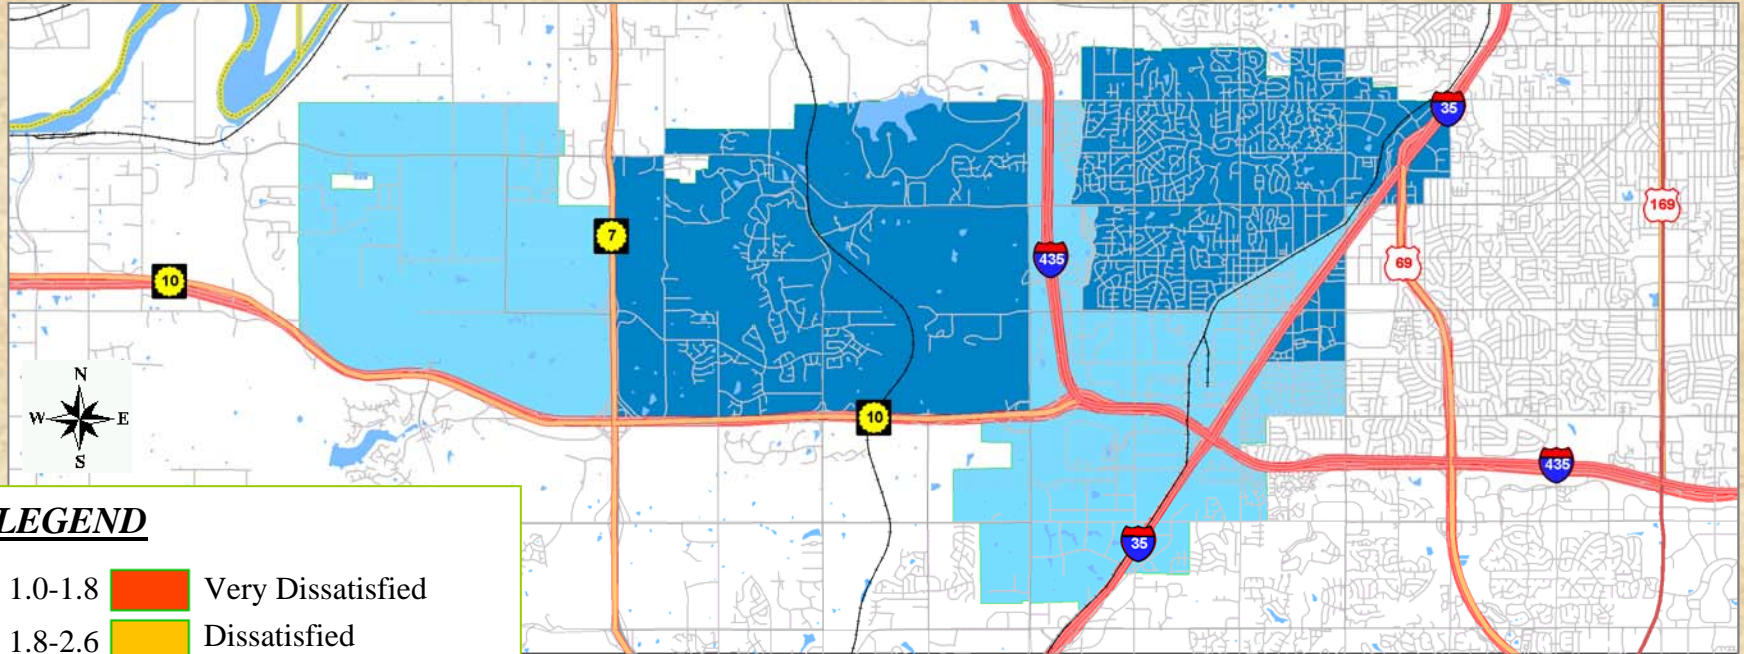 35
169
7
435
69
10
N
W E
S
10
435
LEGEND
35
1.0-1.8 Very Dissatisfied
1.8-2.6 Dissatisfied